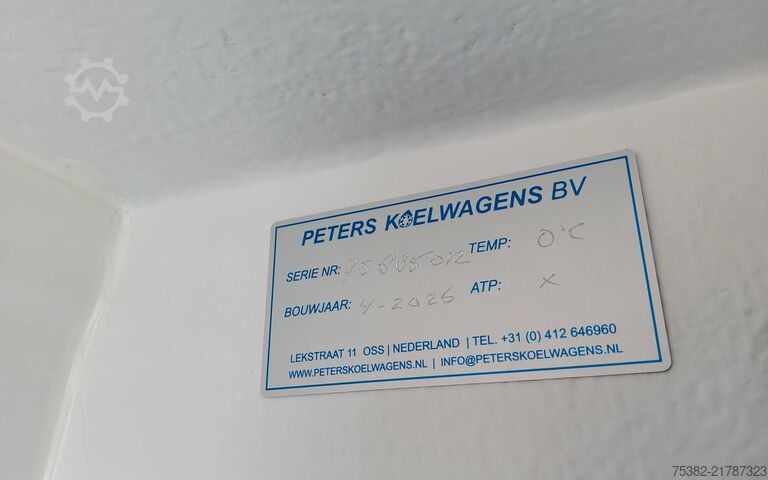 PETERS KOELWAGENS BV
SERIE NR: TEMP: 0°C
BOUWJAAR: 4-2026 ATP: X
LEKSTRAAT 11 OSS | NEDERLAND | TEL. +31 (0) 412 646960
WWW.PETERSKOELWAGENS.NL | INFO@PETERSKOELWAGENS.NL
75382-21787323